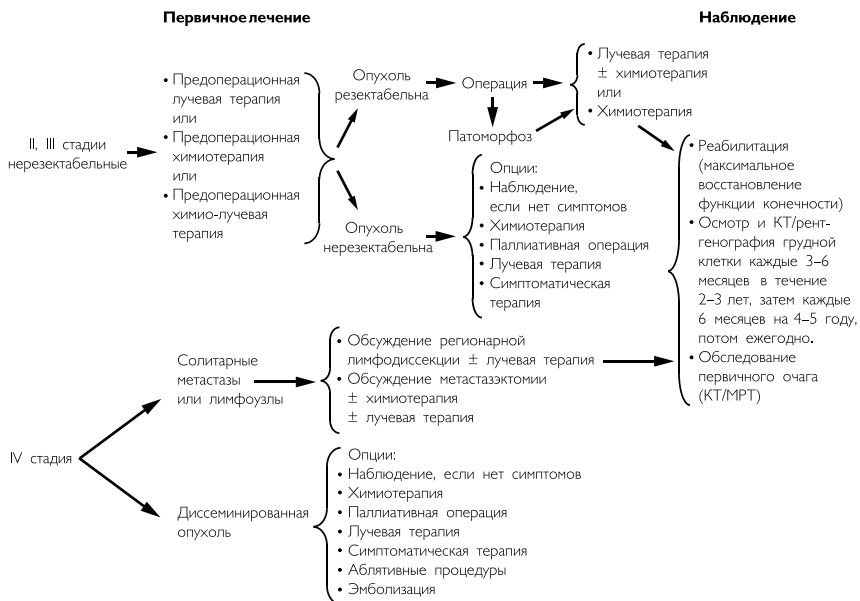 Первичное лечение
Наблюдение
II, III стадии
нерезектабельные
• Предоперационная
лучевая терапия
или
• Предоперационная
химиотерапия
или
• Предоперационная
химио-лучевая
терапия
Опухоль
резектабельна
Операция
Патоморфоз
• Лучевая терапия
± химиотерапия
или
• Химиотерапия
Опухоль
нерезектабельна
Опции:
• Наблюдение,
если нет симптомов
• Химиотерапия
• Паллиативная операция
• Лучевая терапия
• Симптоматическая
терапия
• Реабилитация
(максимальное
восстановление
функции конечности)
• Осмотр и КТ/рент-
генография грудной
клетки каждые 3–6
месяцев в течение
2–3 лет, затем каждые
6 месяцев на 4–5 году,
потом ежегодно.
• Обследование
первичного очага
(КТ/МРТ)
IV стадия
Солитарные
метастазы
или лимфоузлы
• Обсуждение регионарной
лимфодиссекции ± лучевая терапия
• Обсуждение метастазэктомии
± химиотерапия
± лучевая терапия
Диссеминированная
опухоль
Опции:
• Наблюдение, если нет симптомов
• Химиотерапия
• Паллиативная операция
• Лучевая терапия
• Симптоматическая терапия
• Аблятивные процедуры
• Эмболизация